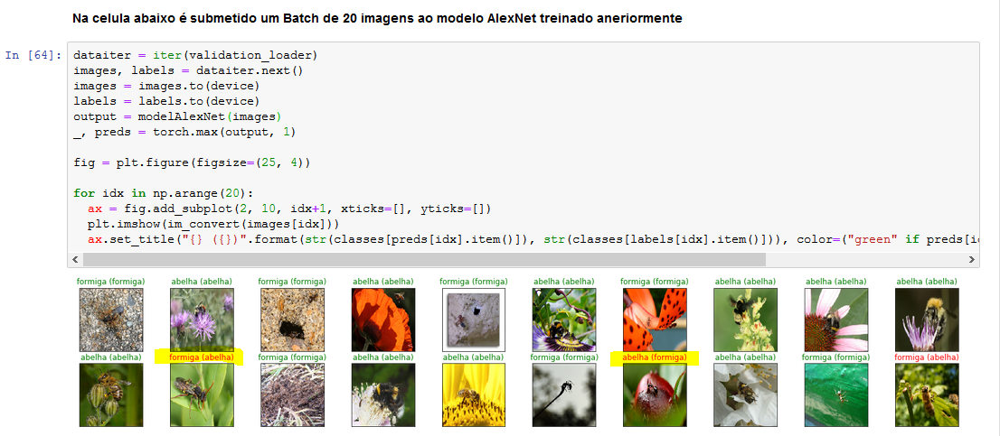 Na celula abaixo é submetido um Batch de 20 imagens ao modelo AlexNet treinado aneriormente
In [64]:
dataiter = iter(validation_loader)
images, labels = dataiter.next()
images = images.to(device)
labels = labels.to(device)
output = modelAlexNet(images)
_, preds = torch.max(output, 1)
fig = plt.figure(figsize=(25, 4))
for idx in np.arange(20):
ax = fig.add_subplot(2, 10, idx+1, xticks=[], yticks=[])
plt.imshow(im_convert(images[idx]))
ax.set_title("{} ({})".format(str(classes[preds[idx].item()]), str(classes[labels[idx].item()])), color=("green" if preds[i
formiga (formiga) abelha (abelha) formiga (formiga) abelha (abelha) formiga (formiga) abelha (abelha) formiga (formiga) abelha (abelha) abelha (abelha) abelha (abelha)
abelha (abelha) formiga (abelha) formiga (formiga) abelha (abelha) abelha (abelha) formiga (formiga) abelha (formiga) abelha (abelha) formiga (formiga) formiga (abelha)